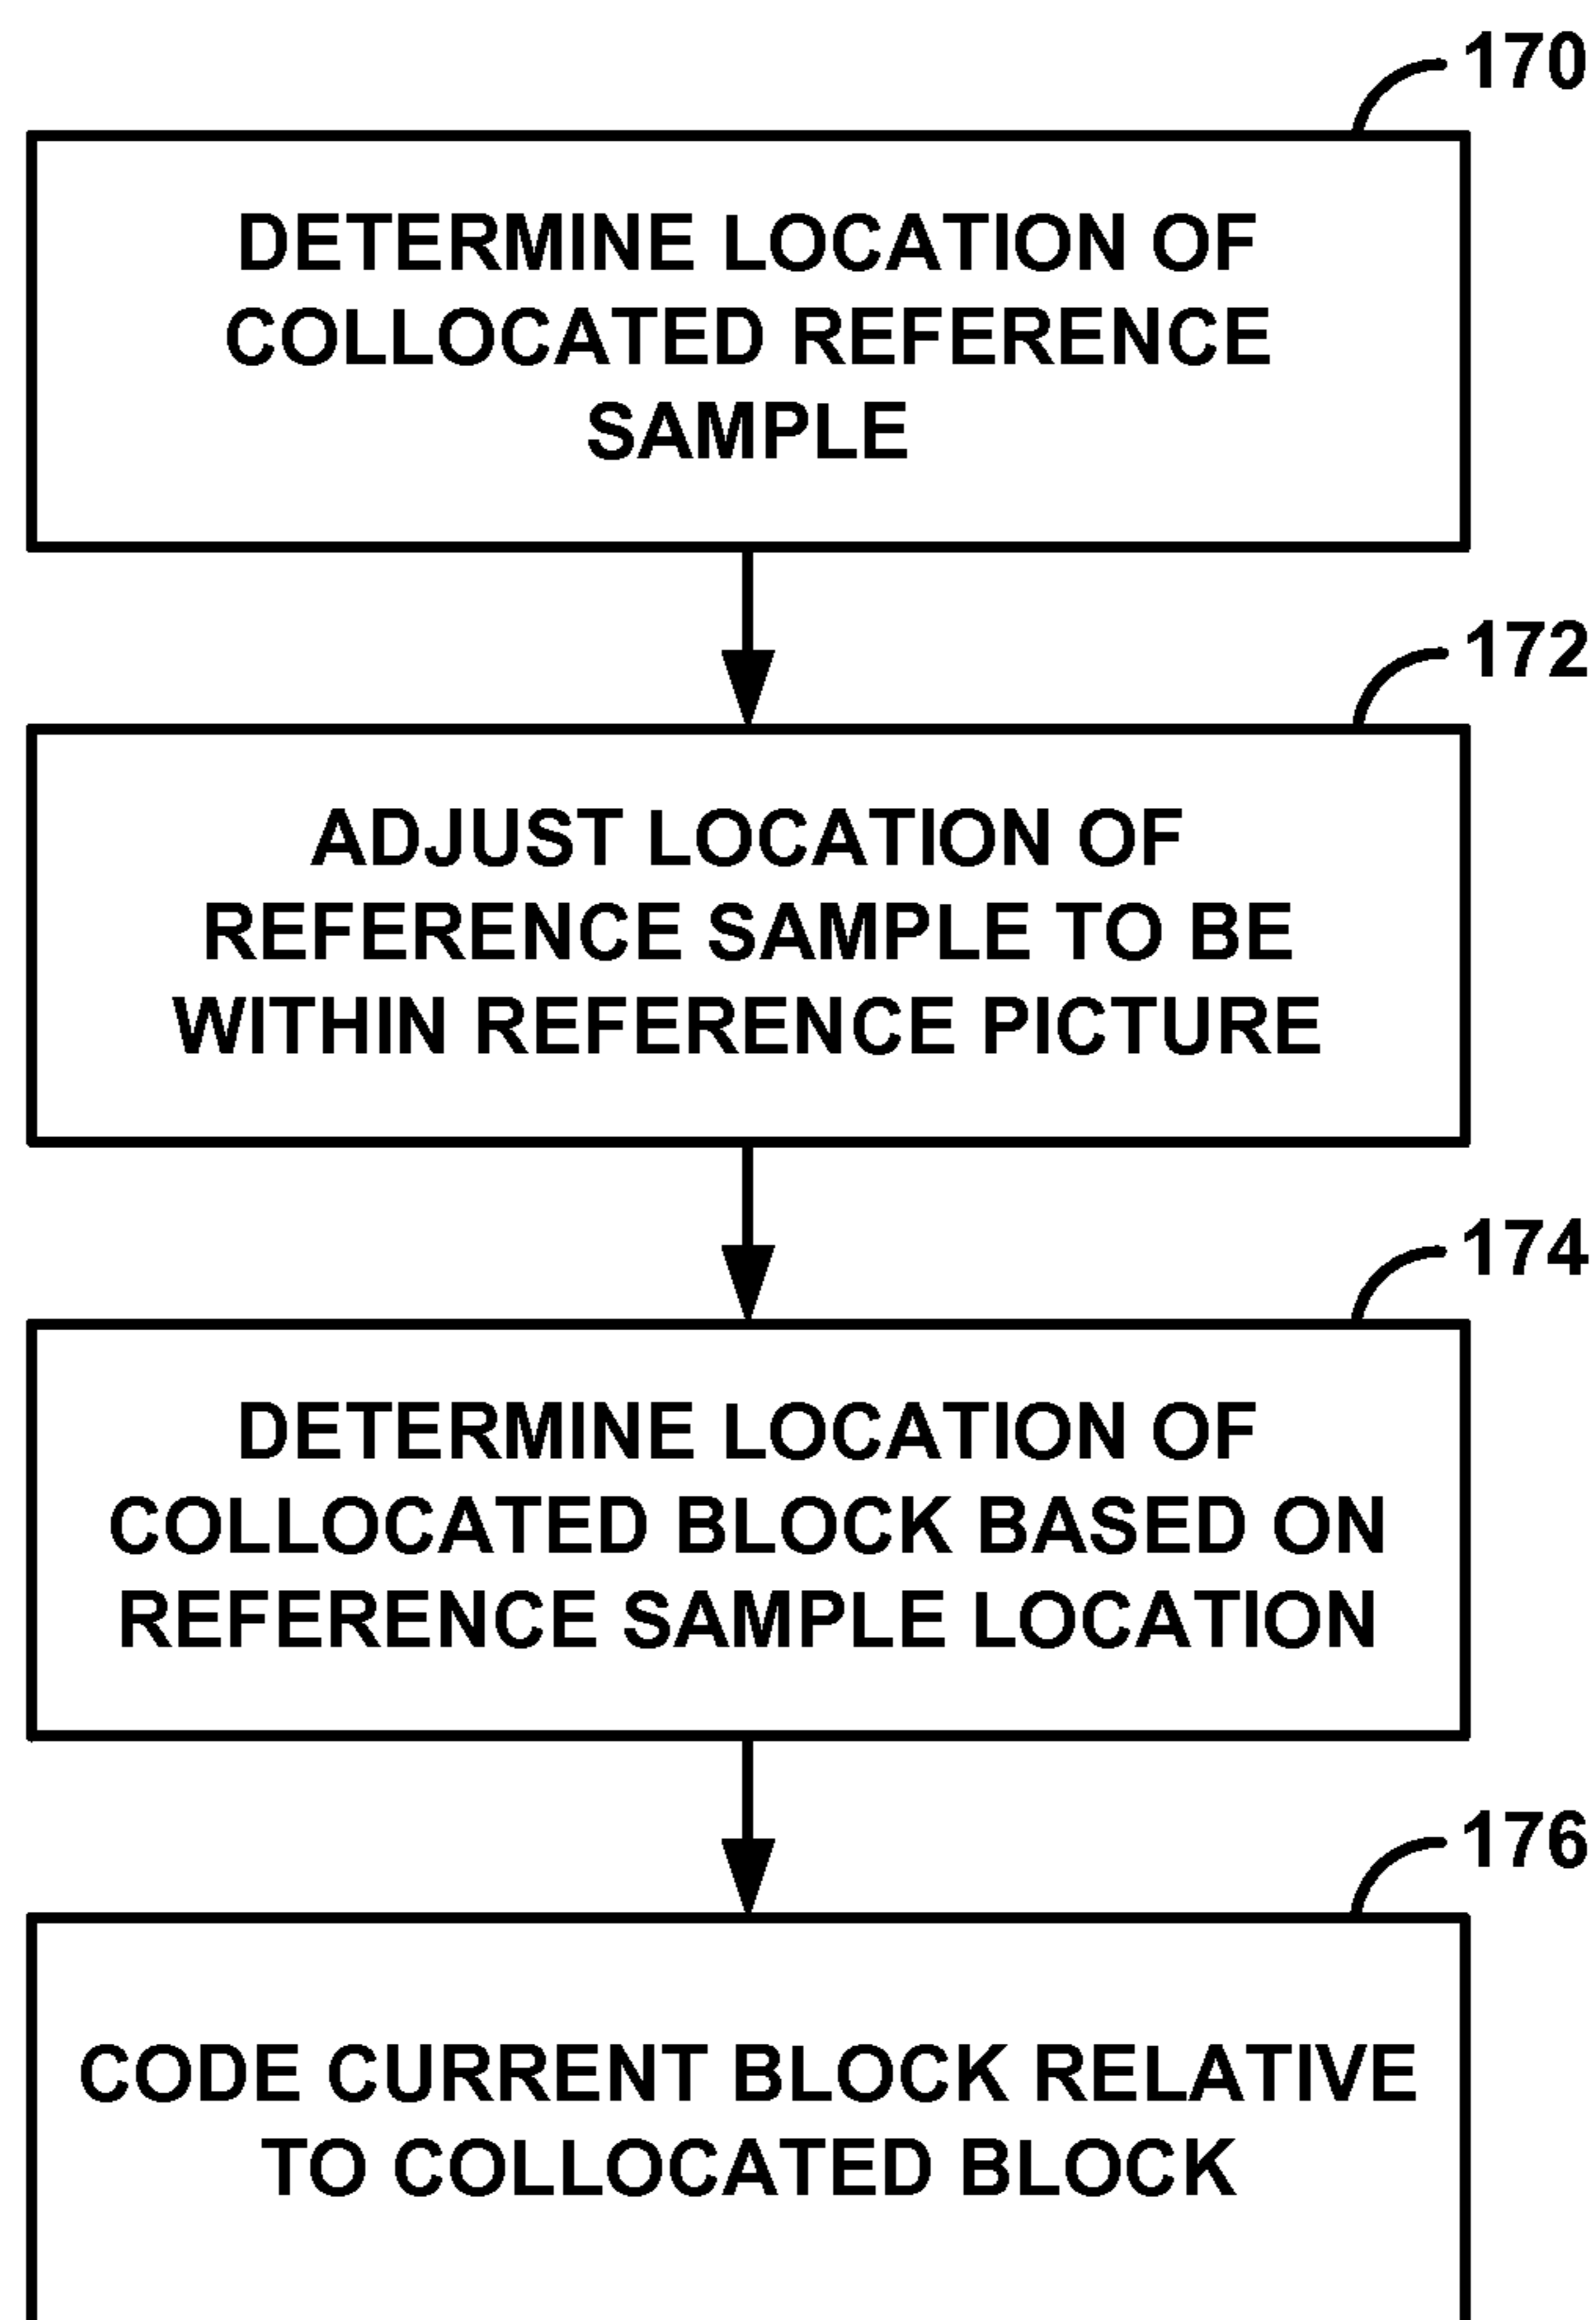 170
DETERMINE LOCATION OF
COLLOCATED REFERENCE
SAMPLE
172
ADJUST LOCATION OF
REFERENCE SAMPLE TO BE
WITHIN REFERENCE PICTURE
174
DETERMINE LOCATION OF
COLLOCATED BLOCK BASED ON
REFERENCE SAMPLE LOCATION
176
CODE CURRENT BLOCK RELATIVE
TO COLLOCATED BLOCK